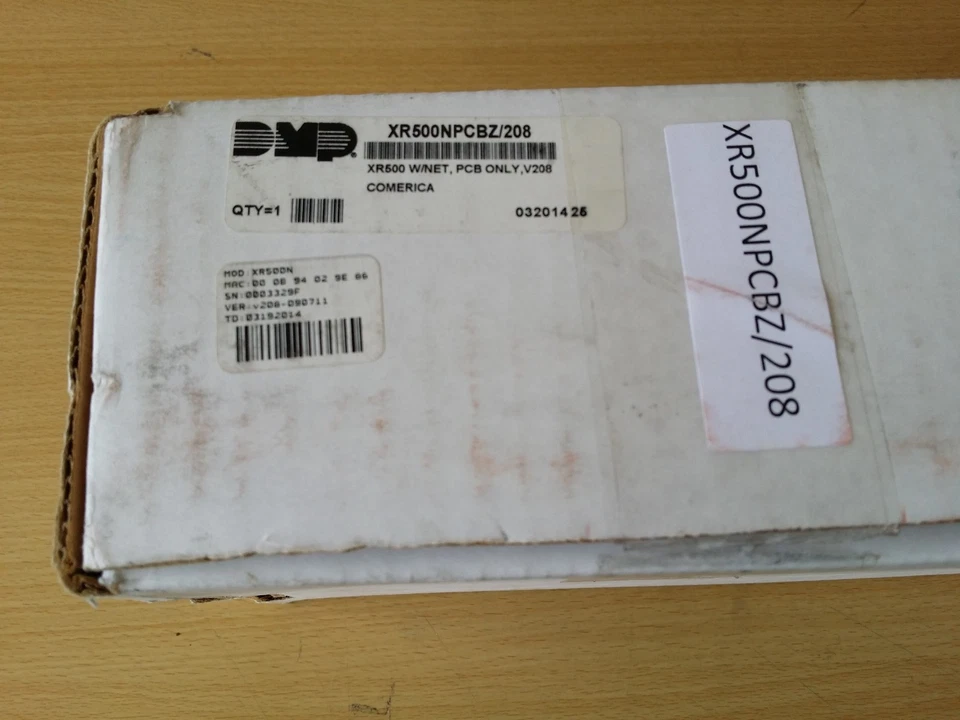 DMP
XR500NPCBZ/208
XR500 W/NET, PCB ONLY,V208
COMERICA
QTY=1
03201425
MOD:XR500N
MAC:00 08 94 02 9E 86
SN:0003329F
VER:v208-090711
TD:03192014
XR500NPCBZ/208